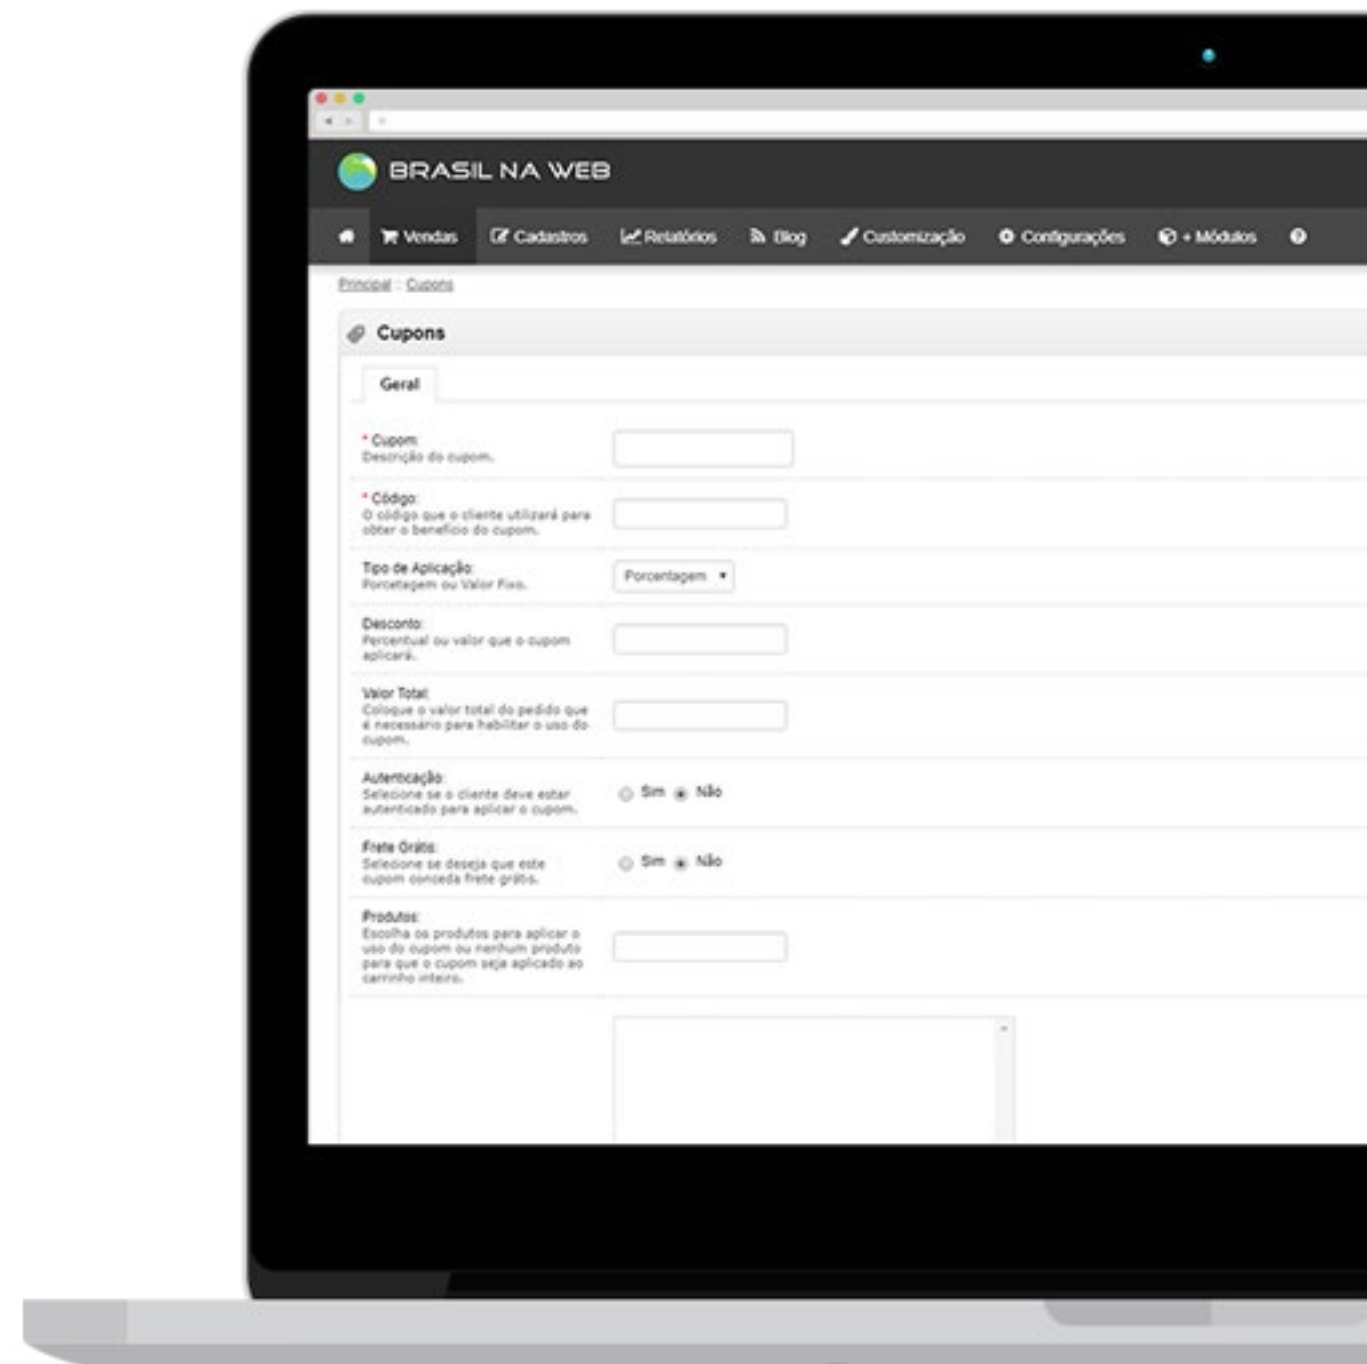 BRASIL NA WEB
Vendas Cadastros Relatórios Blog Customização Configurações + Módulos
Principal :: Cupons
Cupons
Geral
* Cupom:
Descrição do cupom.
* Código:
O código que o cliente utilizará para
obter o benefício do cupom.
Tipo de Aplicação:
Porcetagem ou Valor Fixo.
Porcentagem
Desconto:
Percentual ou valor que o cupom
aplicará.
Valor Total:
Coloque o valor total do pedido que
é necessário para habilitar o uso do
cupom.
Autenticação:
Selecione se o cliente deve estar
autenticado para aplicar o cupom.
Sim Não
Frete Grátis:
Selecione se deseja que este
cupom conceda frete grátis.
Sim Não
Produtos:
Escolha os produtos para aplicar o
uso do cupom ou nenhum produto
para que o cupom seja aplicado ao
carrinho inteiro.